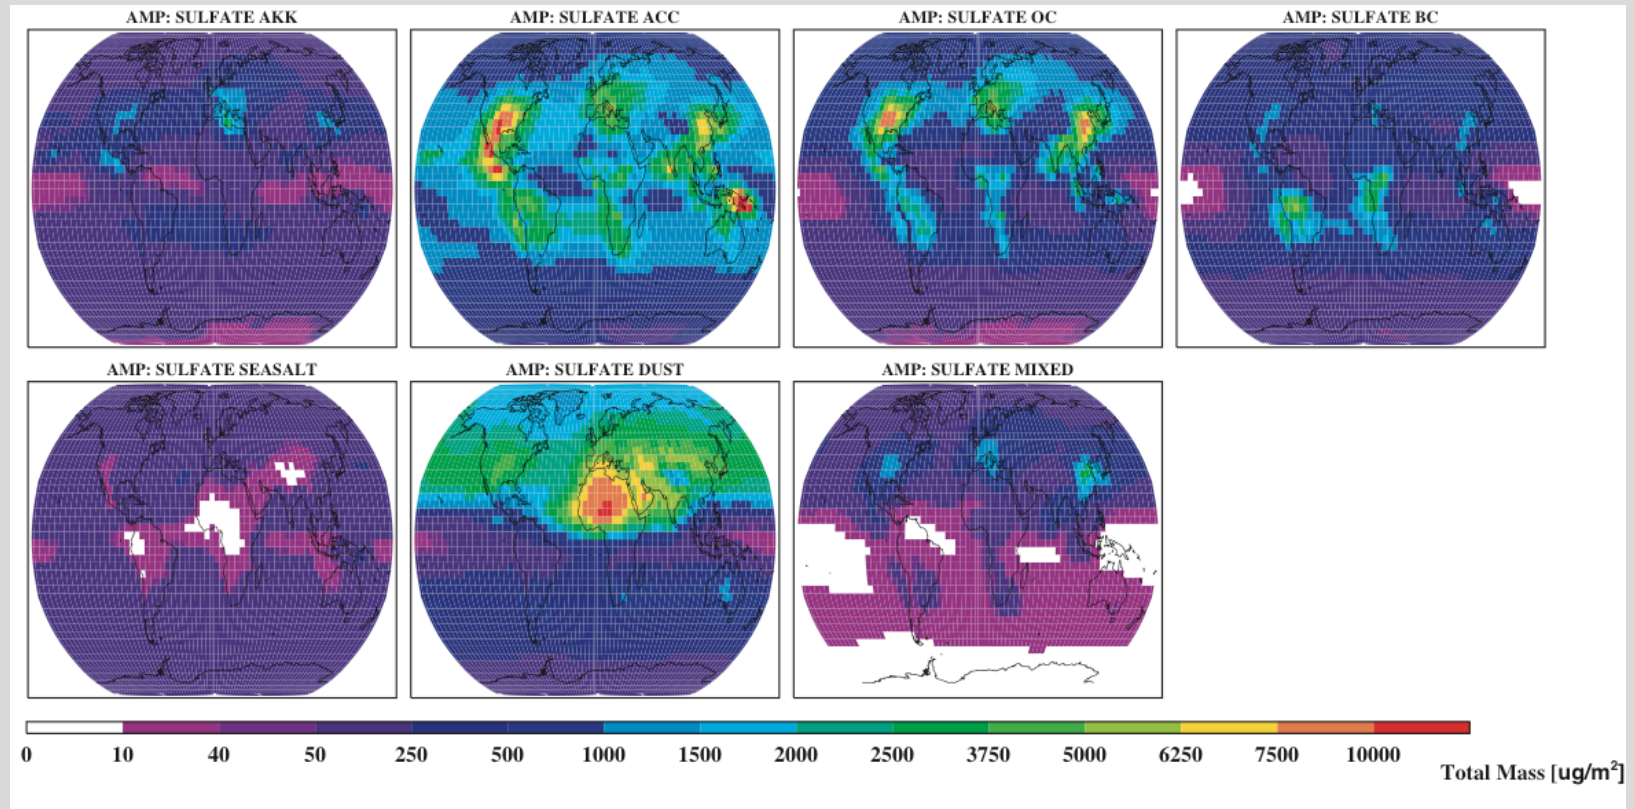 AMP: SULFATE AKK
AMP: SULFATE ACC
AMP: SULFATE OC
AMP: SULFATE BC
AMP: SULFATE SEASALT
AMP: SULFATE DUST
AMP: SULFATE MIXED
0 10 40 50 250 500 1000 1500 2000 2500 3750 5000 6250 7500 10000
Total Mass [ug/m²]